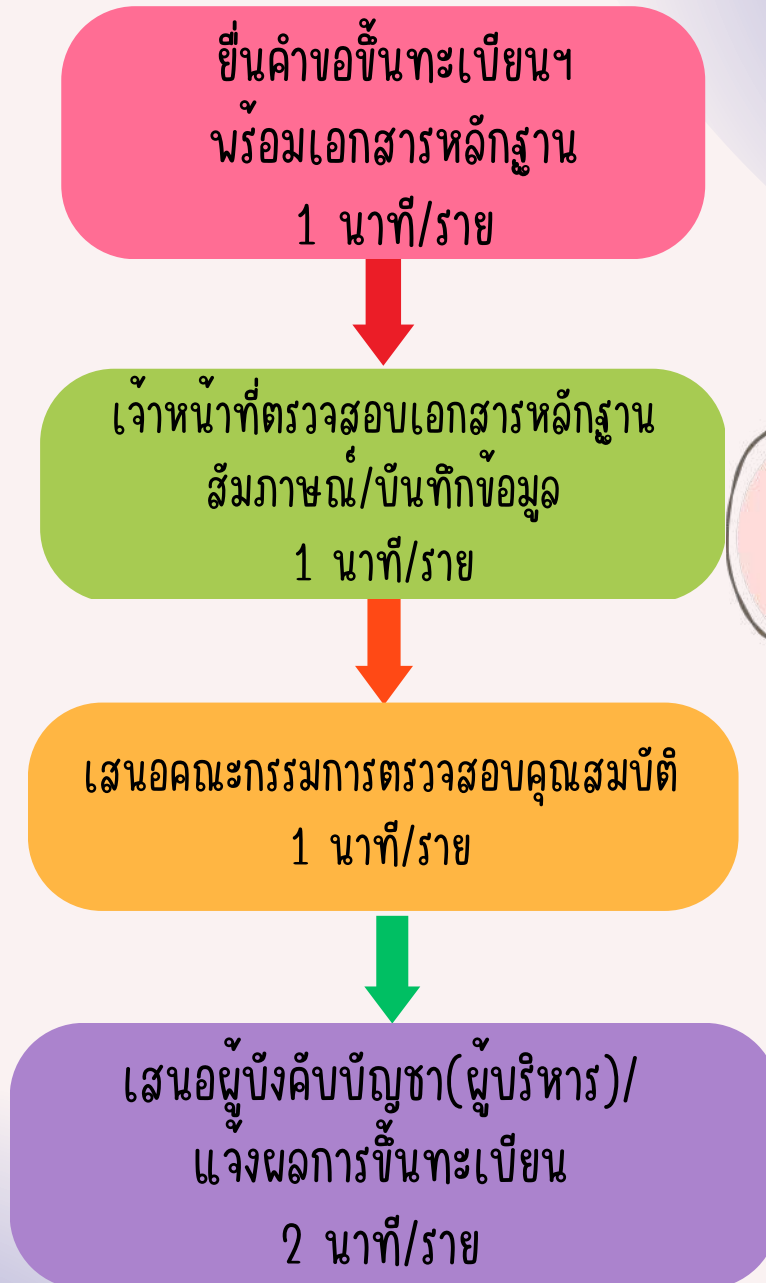 ยื่นคำขอขึ้นทะเบียนฯ
พร้อมเอกสารหลักฐาน
1 นาที/ราย
เจ้าหน้าที่ตรวจสอบเอกสารหลักฐาน
สัมภาษณ์/บันทึกข้อมูล
1 นาที/ราย
เสนอคณะกรรมการตรวจสอบคุณสมบัติ
1 นาที/ราย
เสนอผู้บังคับบัญชา(ผู้บริหาร)/
แจ้งผลการขึ้นทะเบียน
2 นาที/ราย